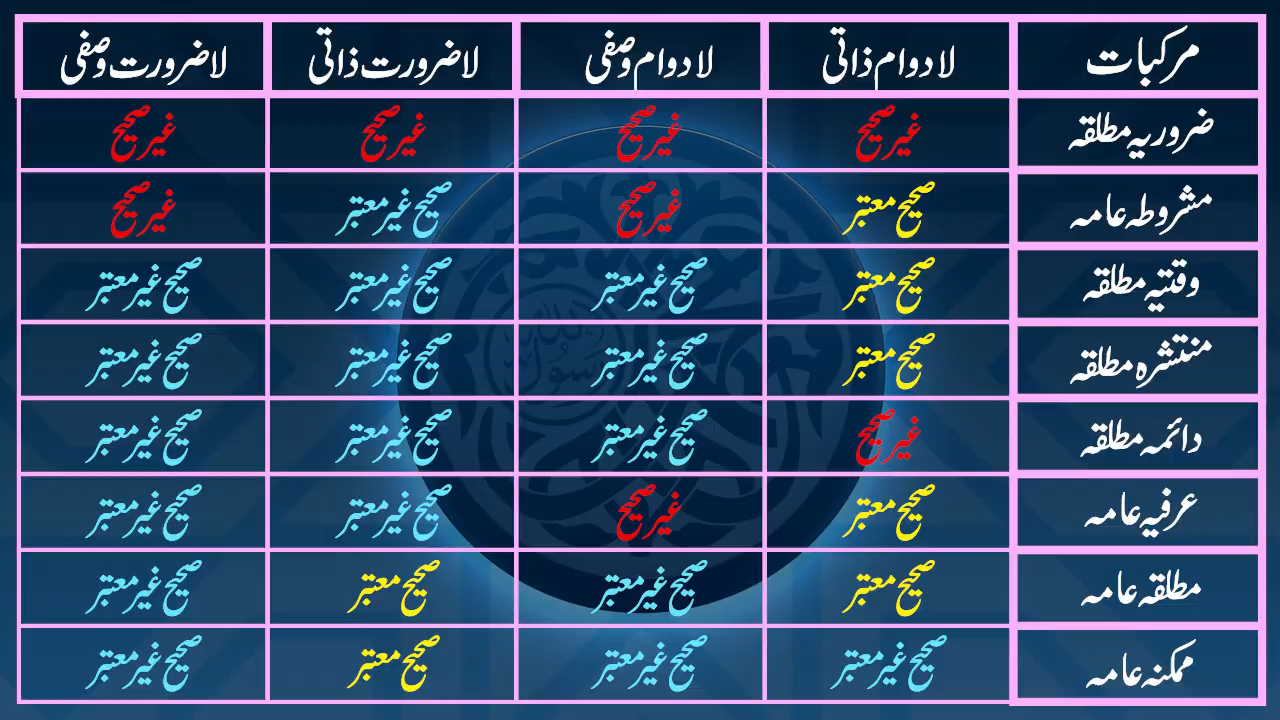 مرکبات لادوام ذاتی لادوام وصفی لاضرورت ذاتی لاضرورت وصفی
ضروریہ مطلقہ غیر صحیح غیر صحیح غیر صحیح غیر صحیح
مشروطہ عامہ صحیح معتبر غیر صحیح صحیح غیر معتبر غیر صحیح
وقتیہ مطلقہ صحیح معتبر صحیح غیر معتبر صحیح غیر معتبر صحیح غیر معتبر
منتشرہ مطلقہ صحیح معتبر صحیح غیر معتبر صحیح غیر معتبر صحیح غیر معتبر
دائمہ مطلقہ غیر صحیح صحیح غیر معتبر صحیح غیر معتبر صحیح غیر معتبر
عرفیہ عامہ صحیح معتبر غیر صحیح صحیح غیر معتبر صحیح غیر معتبر
مطلقہ عامہ صحیح معتبر صحیح غیر معتبر صحیح معتبر صحیح غیر معتبر
ممکنہ عامہ صحیح غیر معتبر صحیح غیر معتبر صحیح معتبر صحیح غیر معتبر